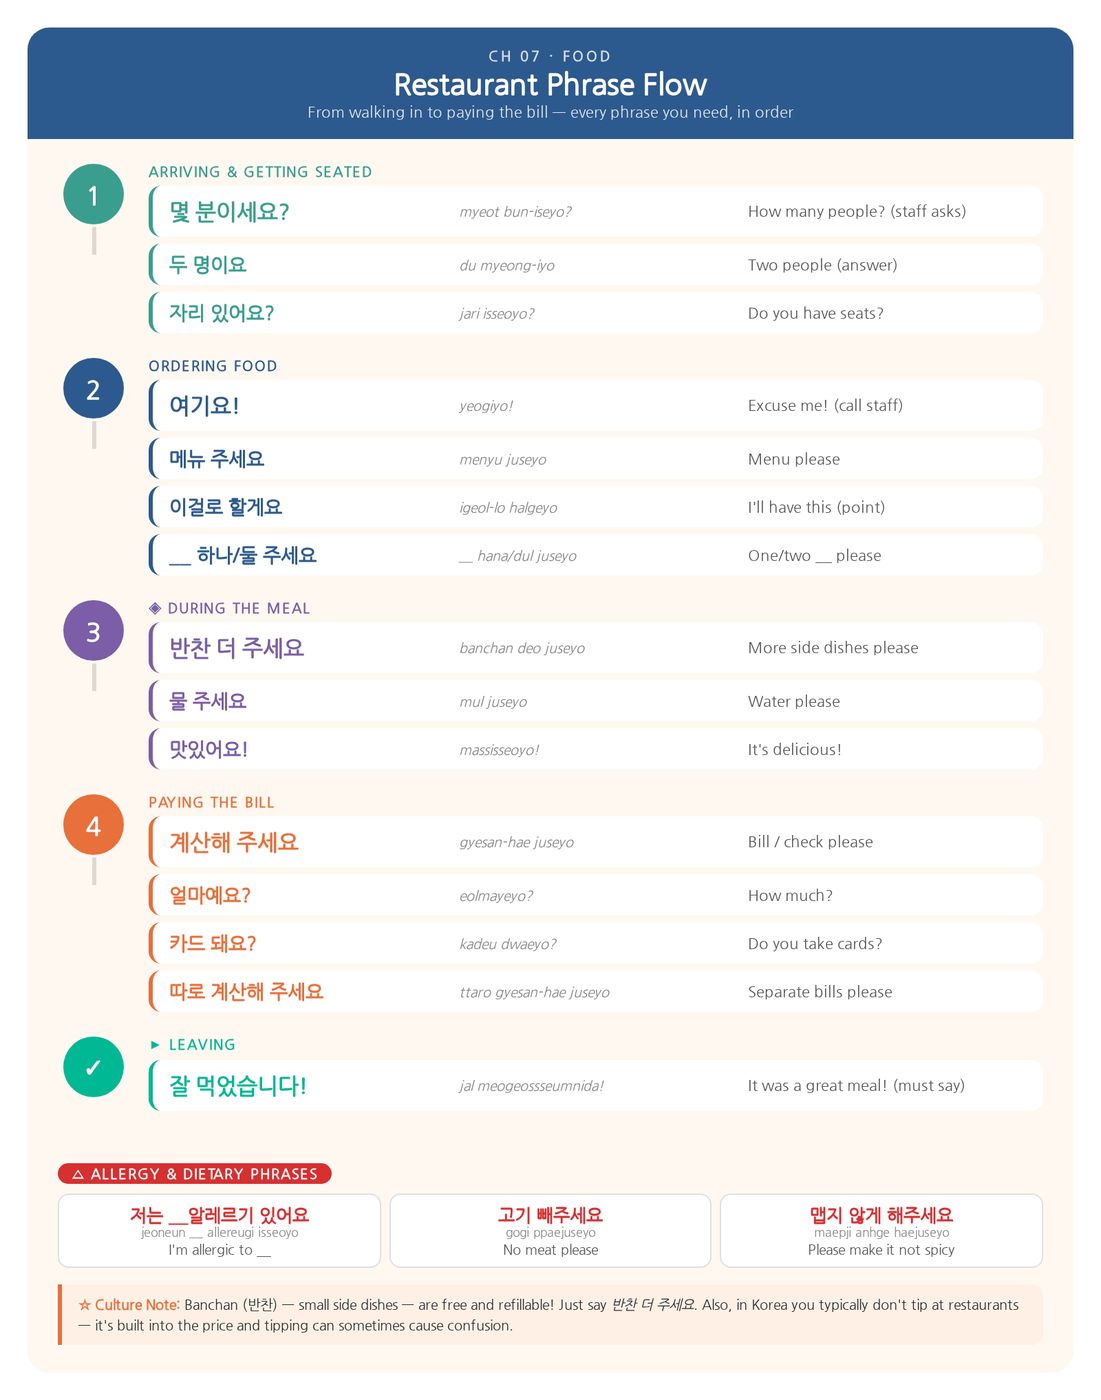 CH 07 · FOOD
Restaurant Phrase Flow
From walking in to paying the bill — every phrase you need, in order
1
ARRIVING & GETTING SEATED
몇 분이세요? myeot bun-iseyo? How many people? (staff asks)
두 명이요 du myeong-iyo Two people (answer)
자리 있어요? jari isseoyo? Do you have seats?
2
ORDERING FOOD
여기요! yeogiyo! Excuse me! (call staff)
메뉴 주세요 menyu juseyo Menu please
이걸로 할게요 igeol-lo halgeyo I'll have this (point)
__ 하나/둘 주세요 __ hana/dul juseyo One/two __ please
3
◈ DURING THE MEAL
반찬 더 주세요 banchan deo juseyo More side dishes please
물 주세요 mul juseyo Water please
맛있어요! massisseoyo! It's delicious!
4
PAYING THE BILL
계산해 주세요 gyesan-hae juseyo Bill / check please
얼마예요? eolmayeyo? How much?
카드 돼요? kadeu dwaeyo? Do you take cards?
따로 계산해 주세요 ttaro gyesan-hae juseyo Separate bills please
✓
► LEAVING
잘 먹었습니다! jal meogeossseumnida! It was a great meal! (must say)
△ ALLERGY & DIETARY PHRASES
저는 __알레르기 있어요
jeoneun __ allereugi isseoyo
I'm allergic to __
고기 빼주세요
gogi ppaejuseyo
No meat please
맵지 않게 해주세요
maepji anhge haejuseyo
Please make it not spicy
☆ Culture Note: Banchan (반찬) — small side dishes — are free and refillable! Just say 반찬 더 주세요. Also, in Korea you typically don't tip at restaurants
— it's built into the price and tipping can sometimes cause confusion.